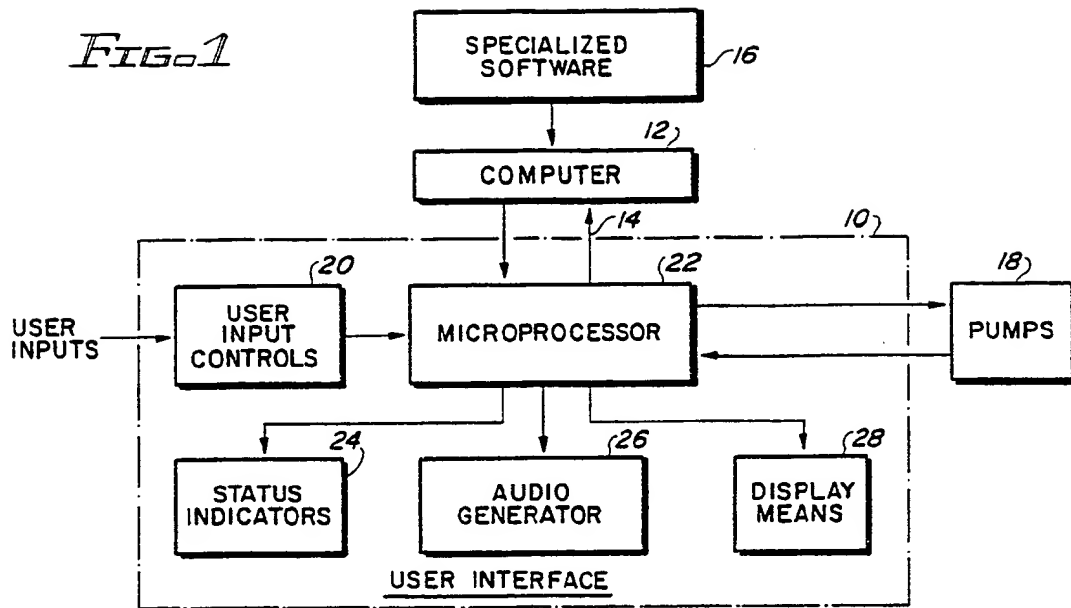 FIG.1
SPECIALIZED
SOFTWARE
16
12
COMPUTER
14
10
20
22
18
USER
INPUTS
USER
INPUT
CONTROLS
MICROPROCESSOR
PUMPS
24
26
28
STATUS
INDICATORS
AUDIO
GENERATOR
DISPLAY
MEANS
USER INTERFACE